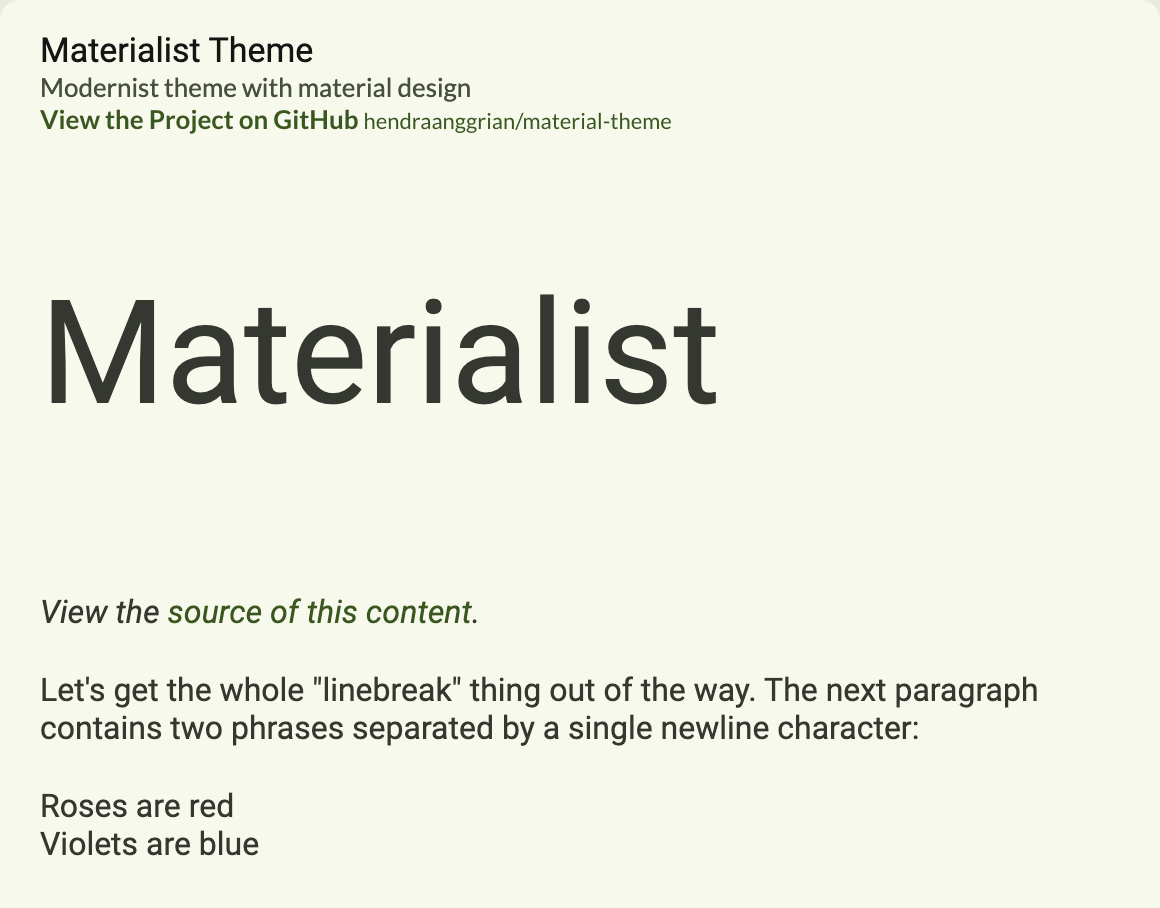 Materialist Theme
Modernist theme with material design
View the Project on GitHub hendraanggrian/material-theme
Materialist
View the source of this content.
Let's get the whole "linebreak" thing out of the way. The next paragraph
contains two phrases separated by a single newline character:
Roses are red
Violets are blue